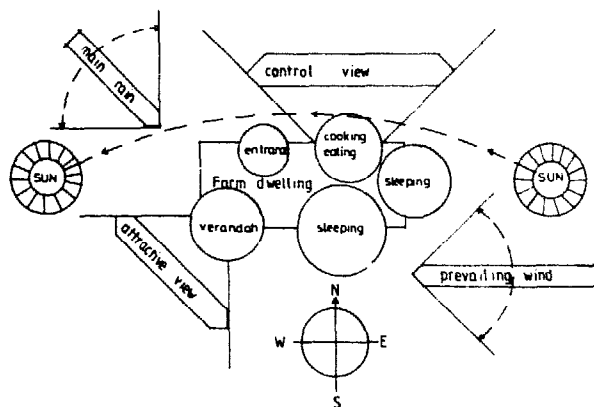 main rain
control view
SUN
entrance
cooking
eating
sleeping
SUN
Farm dwelling
verandah
sleeping
attractive view
prevailing wind
N
W
E
S